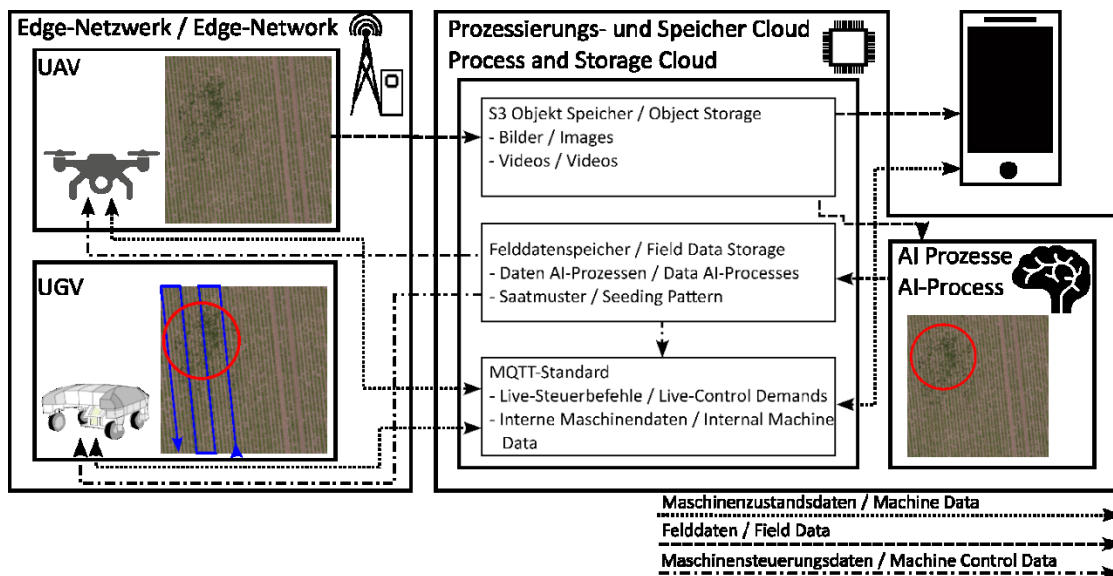 Edge-Netzwerk / Edge-Network
UAV
UGV
Prozessierungs- und Speicher Cloud
Process and Storage Cloud
S3 Objekt Speicher / Object Storage
- Bilder / Images
- Videos / Videos
Felddatenspeicher / Field Data Storage
- Daten AI-Prozessen / Data AI-Processes
- Saatmuster / Seeding Pattern
MQTT-Standard
- Live-Steuerbefehle / Live-Control Demands
- Interne Maschinendaten / Internal Machine
Data
AI Prozesse
AI-Process
Maschinenzustandsdaten / Machine Data
Felddaten / Field Data
Maschinensteuerungsdaten / Machine Control Data